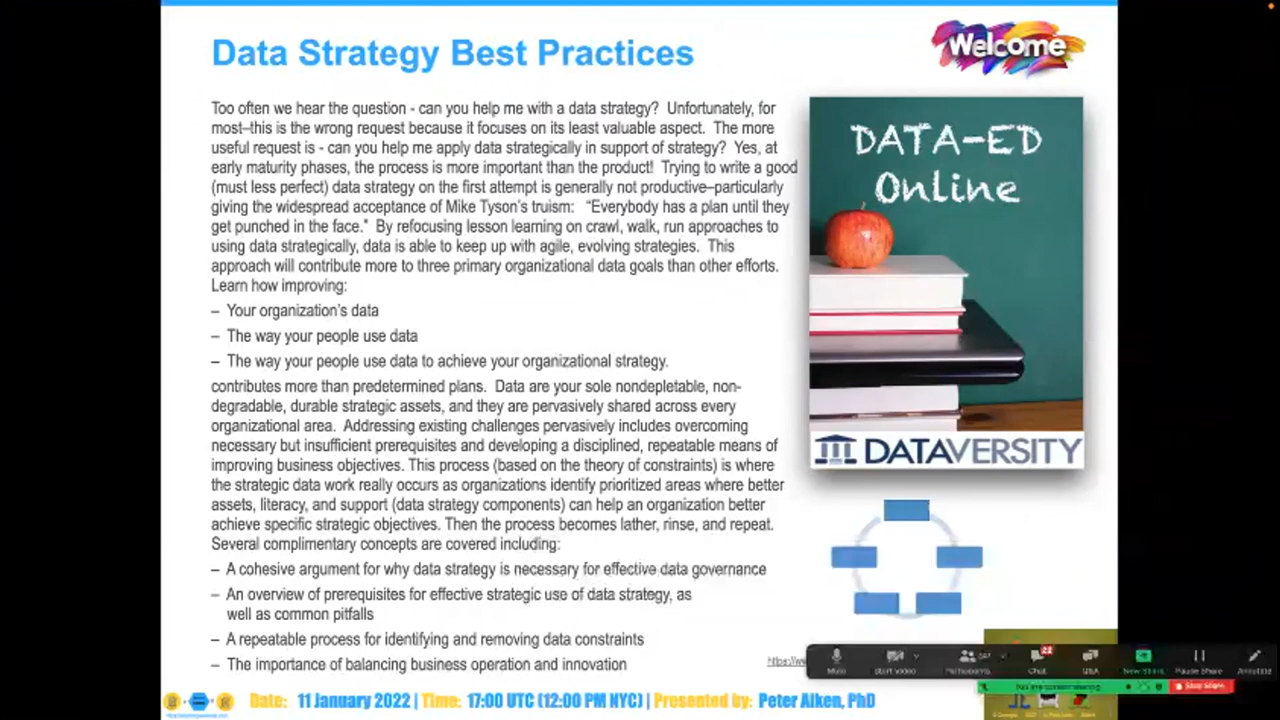 Data Strategy Best Practices
Welcome
Too often we hear the question - can you help me with a data strategy? Unfortunately, for
most–this is the wrong request because it focuses on its least valuable aspect. The more
useful request is - can you help me apply data strategically in support of strategy? Yes, at
early maturity phases, the process is more important than the product! Trying to write a good
(must less perfect) data strategy on the first attempt is generally not productive–particularly
giving the widespread acceptance of Mike Tyson's truism: "Everybody has a plan until they
get punched in the face." By refocusing lesson learning on crawl, walk, run approaches to
using data strategically, data is able to keep up with agile, evolving strategies. This
approach will contribute more to three primary organizational data goals than other efforts.
Learn how improving:
– Your organization's data
– The way your people use data
– The way your people use data to achieve your organizational strategy.
contributes more than predetermined plans. Data are your sole nondepletable, non-
degradable, durable strategic assets, and they are pervasively shared across every
organizational area. Addressing existing challenges pervasively includes overcoming
necessary but insufficient prerequisites and developing a disciplined, repeatable means of
improving business objectives. This process (based on the theory of constraints) is where
the strategic data work really occurs as organizations identify prioritized areas where better
assets, literacy, and support (data strategy components) can help an organization better
achieve specific strategic objectives. Then the process becomes lather, rinse, and repeat.
Several complimentary concepts are covered including:
– A cohesive argument for why data strategy is necessary for effective data governance
– An overview of prerequisites for effective strategic use of data strategy, as
well as common pitfalls
– A repeatable process for identifying and removing data constraints
– The importance of balancing business operation and innovation
DATA-ED
Online
DATAVERSITY
Mute
Start Video
Participants
Chat
Q&A
New Share
Pause Share
Annotate
Stop Share
Date: 11 January 2022 | Time: 17:00 UTC (12:00 PM NYC) | Presented by: Peter Aiken, PhD